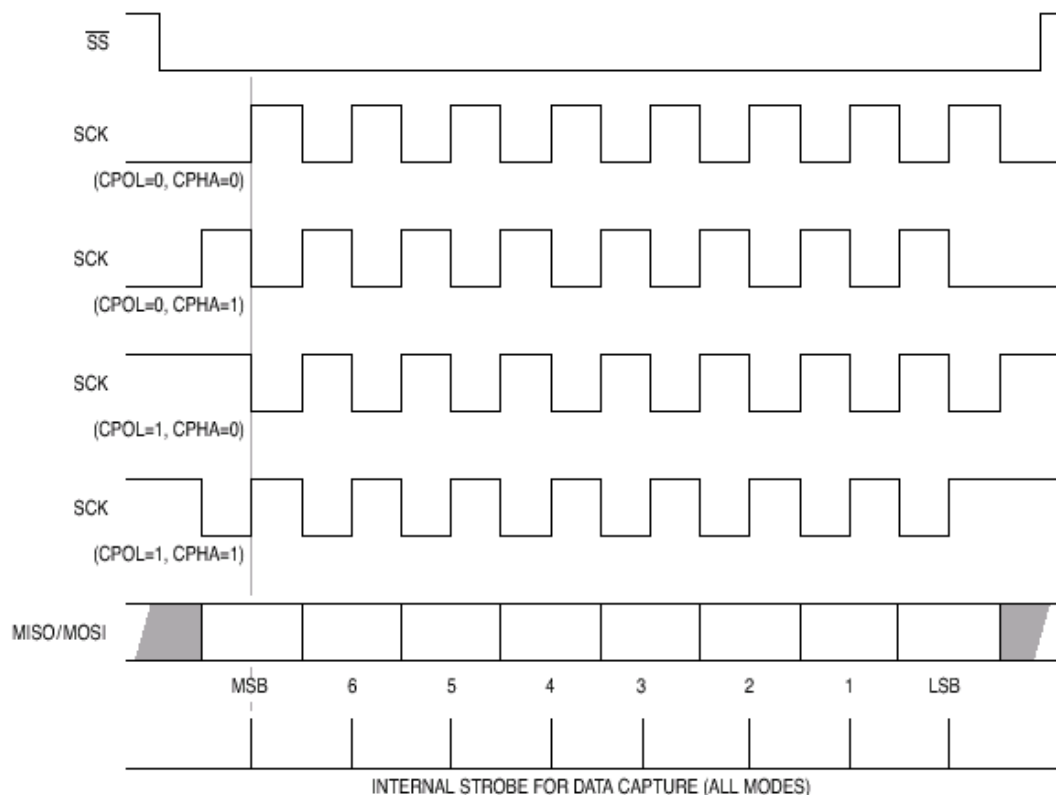 SS
SCK
(CPOL=0, CPHA=0)
SCK
(CPOL=0, CPHA=1)
SCK
(CPOL=1, CPHA=0)
SCK
(CPOL=1, CPHA=1)
MISO/MOSI
MSB 6 5 4 3 2 1 LSB
INTERNAL STROBE FOR DATA CAPTURE (ALL MODES)